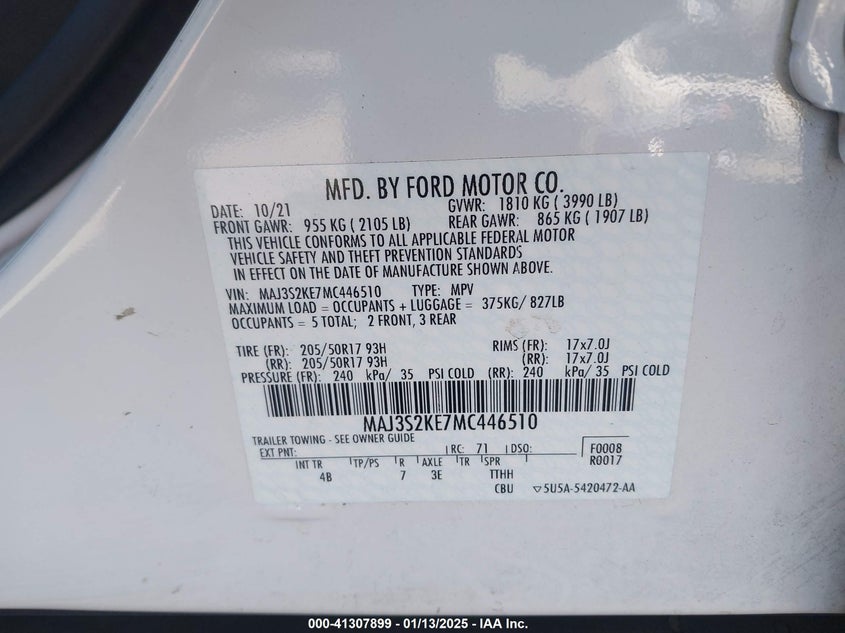 MFD. BY FORD MOTOR CO.
DATE: 10/21 GVWR: 1810 KG ( 3990 LB)
FRONT GAWR: 955 KG ( 2105 LB) REAR GAWR: 865 KG ( 1907 LB)
THIS VEHICLE CONFORMS TO ALL APPLICABLE FEDERAL MOTOR
VEHICLE SAFETY AND THEFT PREVENTION STANDARDS
IN EFFECT ON THE DATE OF MANUFACTURE SHOWN ABOVE.
VIN: MAJ3S2KE7MC446510 TYPE: MPV
MAXIMUM LOAD = OCCUPANTS + LUGGAGE = 375KG/ 827LB
OCCUPANTS = 5 TOTAL; 2 FRONT, 3 REAR
TIRE (FR): 205/50R17 93H RIMS (FR): 17x7.0J
(RR): 205/50R17 93H (RR): 17x7.0J
PRESSURE (FR): 240 kPa/ 35 PSI COLD (RR): 240 kPa/ 35 PSI COLD
MAJ3S2KE7MC446510
TRAILER TOWING - SEE OWNER GUIDE
EXT PNT: RC: 71 DSO: F0008
R0017
INT TR TP/PS R AXLE TR SPR
4B 7 3E TTHH
CBU 5U5A-5420472-AA
000-41307899 — 01/13/2025 — IAA Inc.